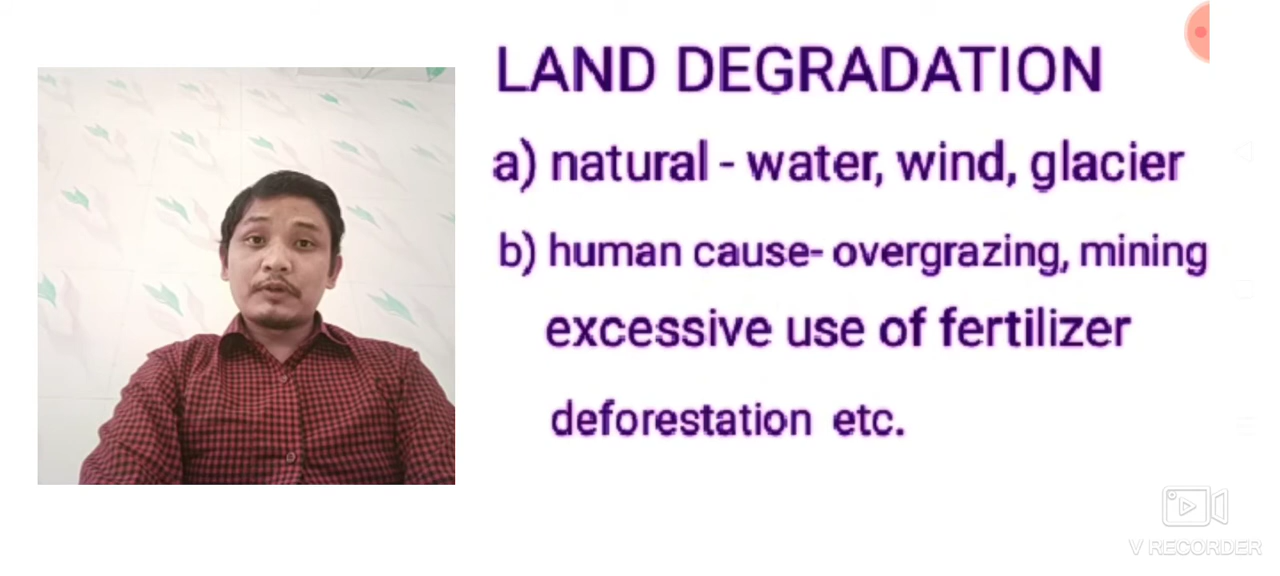 LAND DEGRADATION
a) natural - water, wind, glacier
b) human cause- overgrazing, mining
excessive use of fertilizer
deforestation etc.
V RECORDER